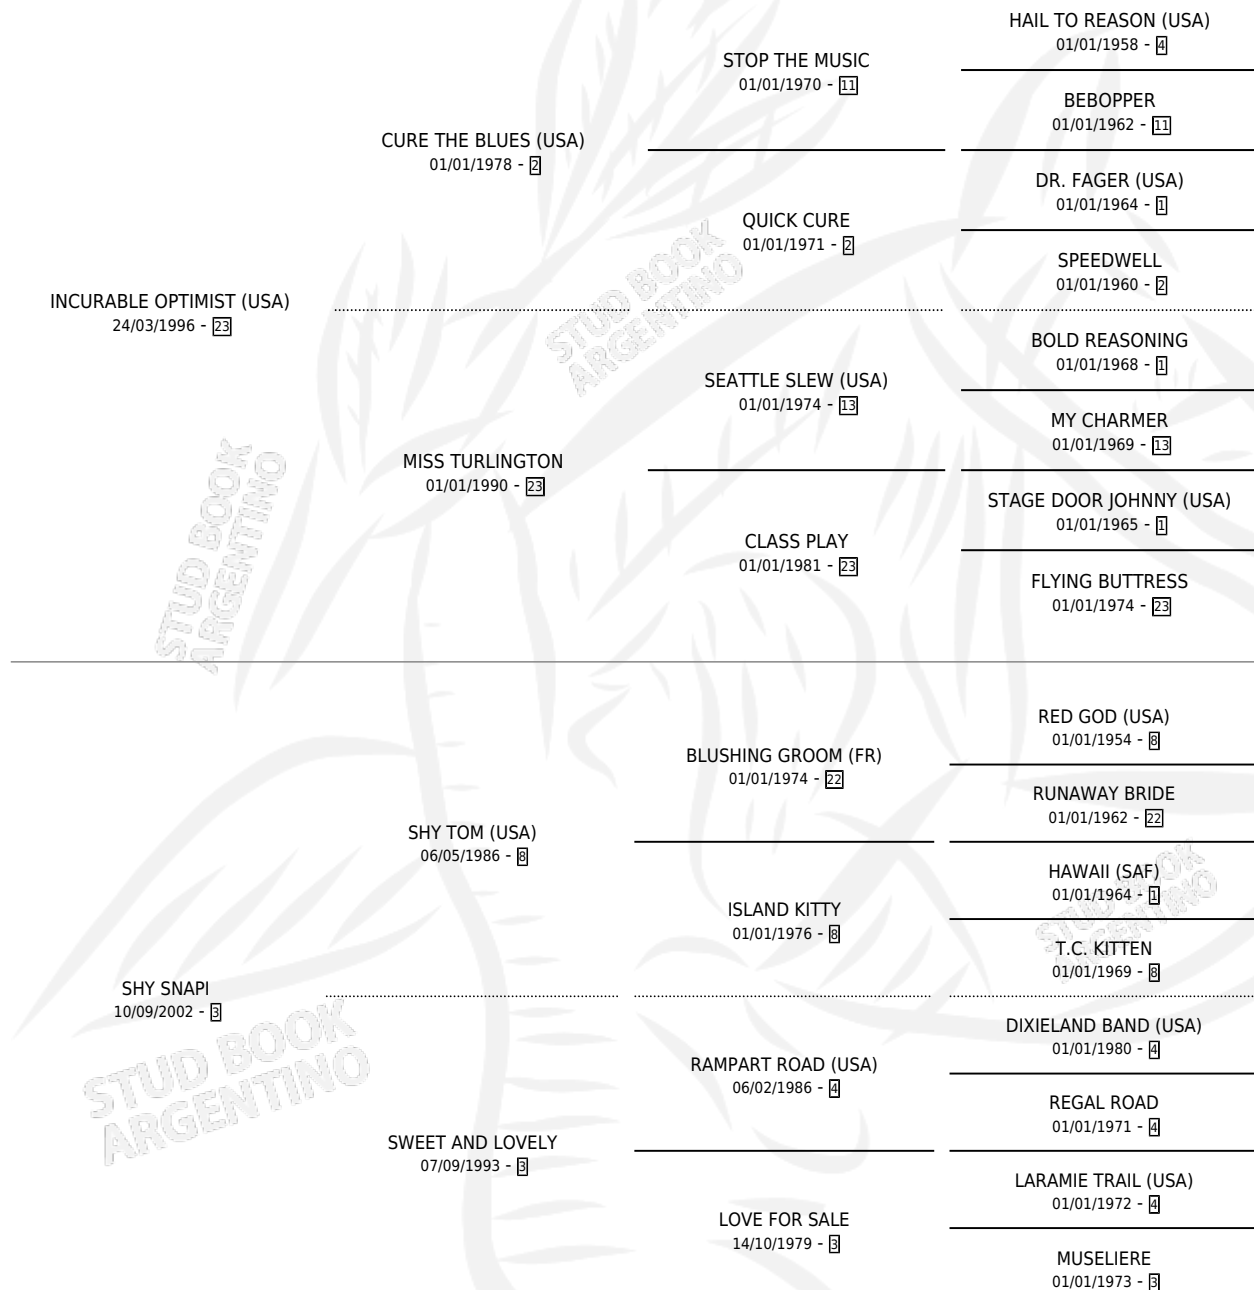 HAIL TO REASON (USA)
01/01/1958 - 4
STOP THE MUSIC
01/01/1970 - 11
BEBOPPER
01/01/1962 - 11
CURE THE BLUES (USA)
01/01/1978 - 2
DR. FAGER (USA)
01/01/1964 - 1
QUICK CURE
01/01/1971 - 2
SPEEDWELL
01/01/1960 - 2
INCURABLE OPTIMIST (USA)
24/03/1996 - 23
BOLD REASONING
01/01/1968 - 1
SEATTLE SLEW (USA)
01/01/1974 - 13
MY CHARMER
01/01/1969 - 13
MISS TURLINGTON
01/01/1990 - 23
STAGE DOOR JOHNNY (USA)
01/01/1965 - 1
CLASS PLAY
01/01/1981 - 23
FLYING BUTTRESS
01/01/1974 - 23
RED GOD (USA)
01/01/1954 - 8
BLUSHING GROOM (FR)
01/01/1974 - 22
RUNAWAY BRIDE
01/01/1962 - 22
SHY TOM (USA)
06/05/1986 - 8
HAWAII (SAF)
01/01/1964 - 1
ISLAND KITTY
01/01/1976 - 8
T.C. KITTEN
01/01/1969 - 8
SHY SNAPI
10/09/2002 - 3
DIXIELAND BAND (USA)
01/01/1980 - 4
RAMPART ROAD (USA)
06/02/1986 - 4
REGAL ROAD
01/01/1971 - 4
SWEET AND LOVELY
07/09/1993 - 3
LARAMIE TRAIL (USA)
01/01/1972 - 4
LOVE FOR SALE
14/10/1979 - 3
MUSELIERE
01/01/1973 - 3
STUD BOOK
ARGENTINO
STUD BOOK
ARGENTINO
STUD BOOK
ARGENTINO
STUD BOOK
ARGENTINO